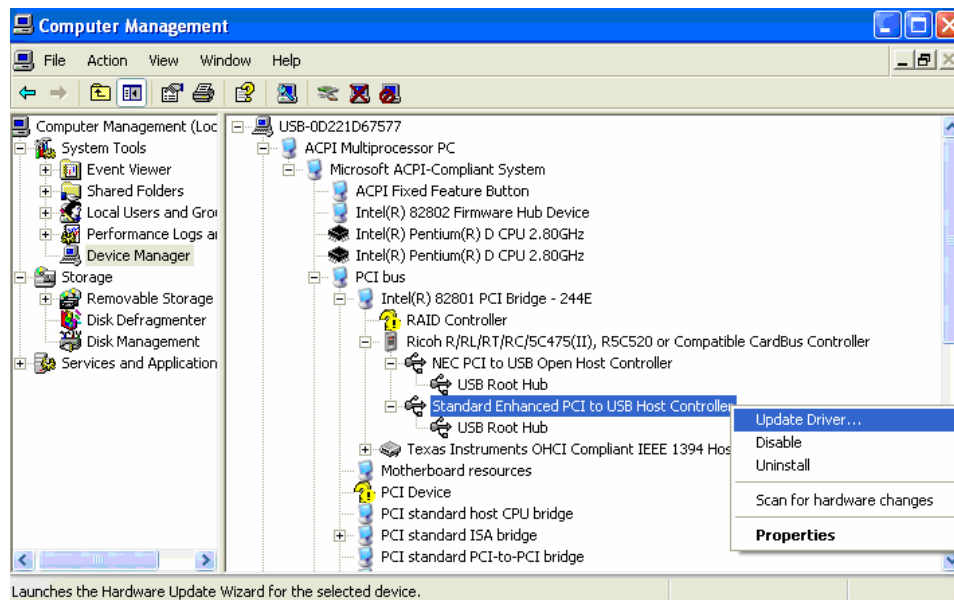 Computer Management
File Action View Window Help
Computer Management (Loc
System Tools
Event Viewer
Shared Folders
Local Users and Grou
Performance Logs a
Device Manager
Storage
Removable Storage
Disk Defragmenter
Disk Management
Services and Application
USB-0D221D67577
ACPI Multiprocessor PC
Microsoft ACPI-Compliant System
ACPI Fixed Feature Button
Intel(R) 82802 Firmware Hub Device
Intel(R) Pentium(R) D CPU 2.80GHz
Intel(R) Pentium(R) D CPU 2.80GHz
PCI bus
Intel(R) 82801 PCI Bridge - 244E
RAID Controller
Ricoh R/RL/RT/RC/5C475(II), R5C520 or Compatible CardBus Controller
NEC PCI to USB Open Host Controller
USB Root Hub
Standard Enhanced PCI to USB Host Controller
USB Root Hub
Texas Instruments OHCI Compliant IEEE 1394 Hos
Motherboard resources
PCI Device
PCI standard host CPU bridge
PCI standard ISA bridge
PCI standard PCI-to-PCI bridge
Update Driver...
Disable
Uninstall
Scan for hardware changes
Properties
Launches the Hardware Update Wizard for the selected device.